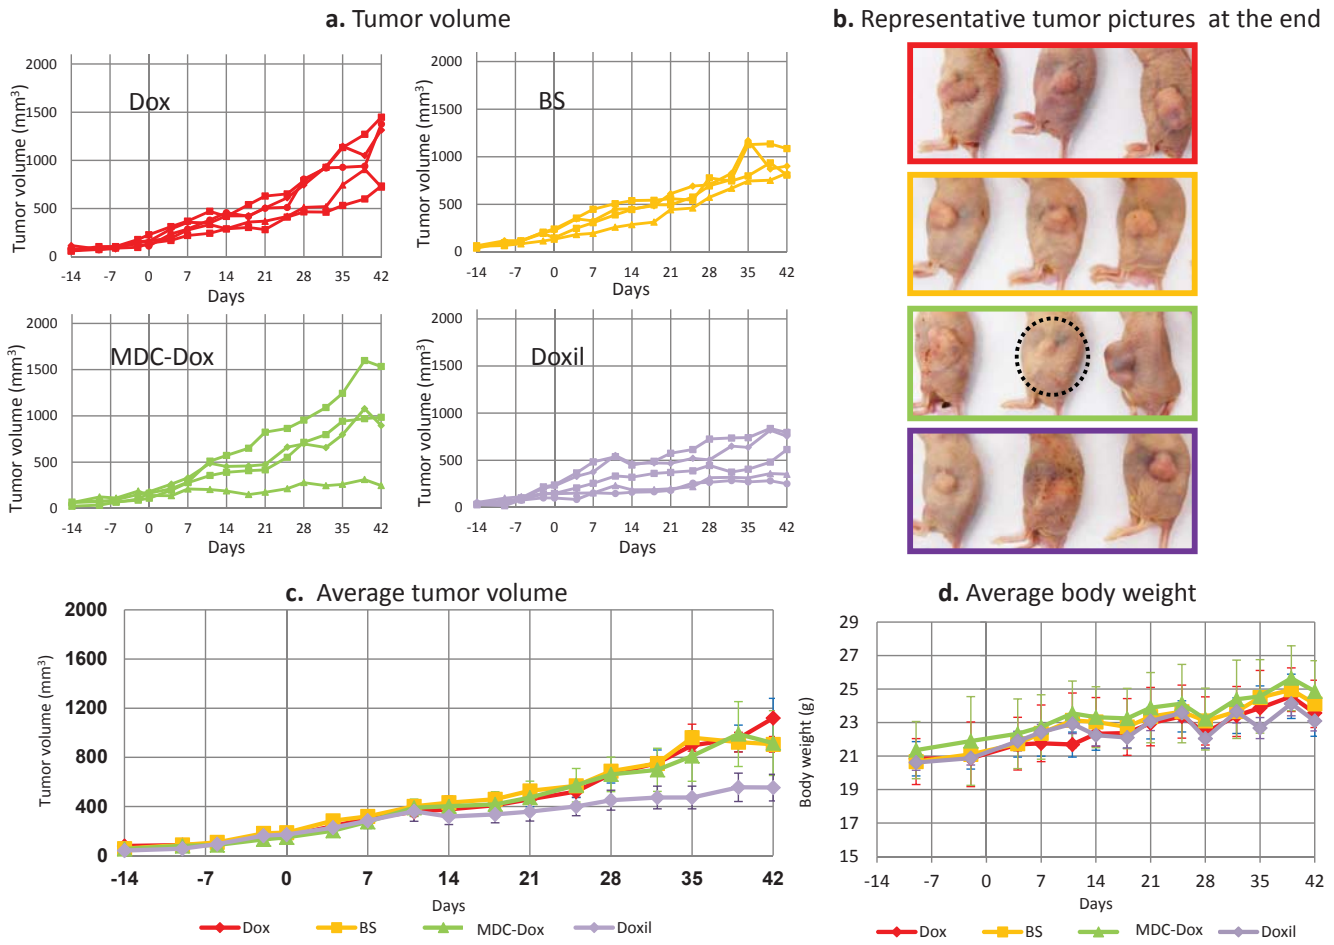 a. Tumor volume
b. Representative tumor pictures at the end
Tumor volume (mm³)
2000
1500
1000
500
0
Dox
-14 -7 0 7 14 21 28 35 42
Days
Tumor volume (mm³)
2000
1500
1000
500
0
BS
-14 -7 0 7 14 21 28 35 42
Days
Tumor volume (mm³)
2000
1500
1000
500
0
MDC-Dox
-14 -7 0 7 14 21 28 35 42
Days
Tumor volume (mm³)
2000
1500
1000
500
0
Doxil
-14 -7 0 7 14 21 28 35 42
Days
c. Average tumor volume
Tumor volume (mm³)
2000
1600
1200
800
400
0
-14 -7 0 7 14 21 28 35 42
Days
Dox BS MDC-Dox Doxil
d. Average body weight
Body weight (g)
29
27
25
23
21
19
17
15
-14 -7 0 7 14 21 28 35 42
Days
Dox BS MDC-Dox Doxil